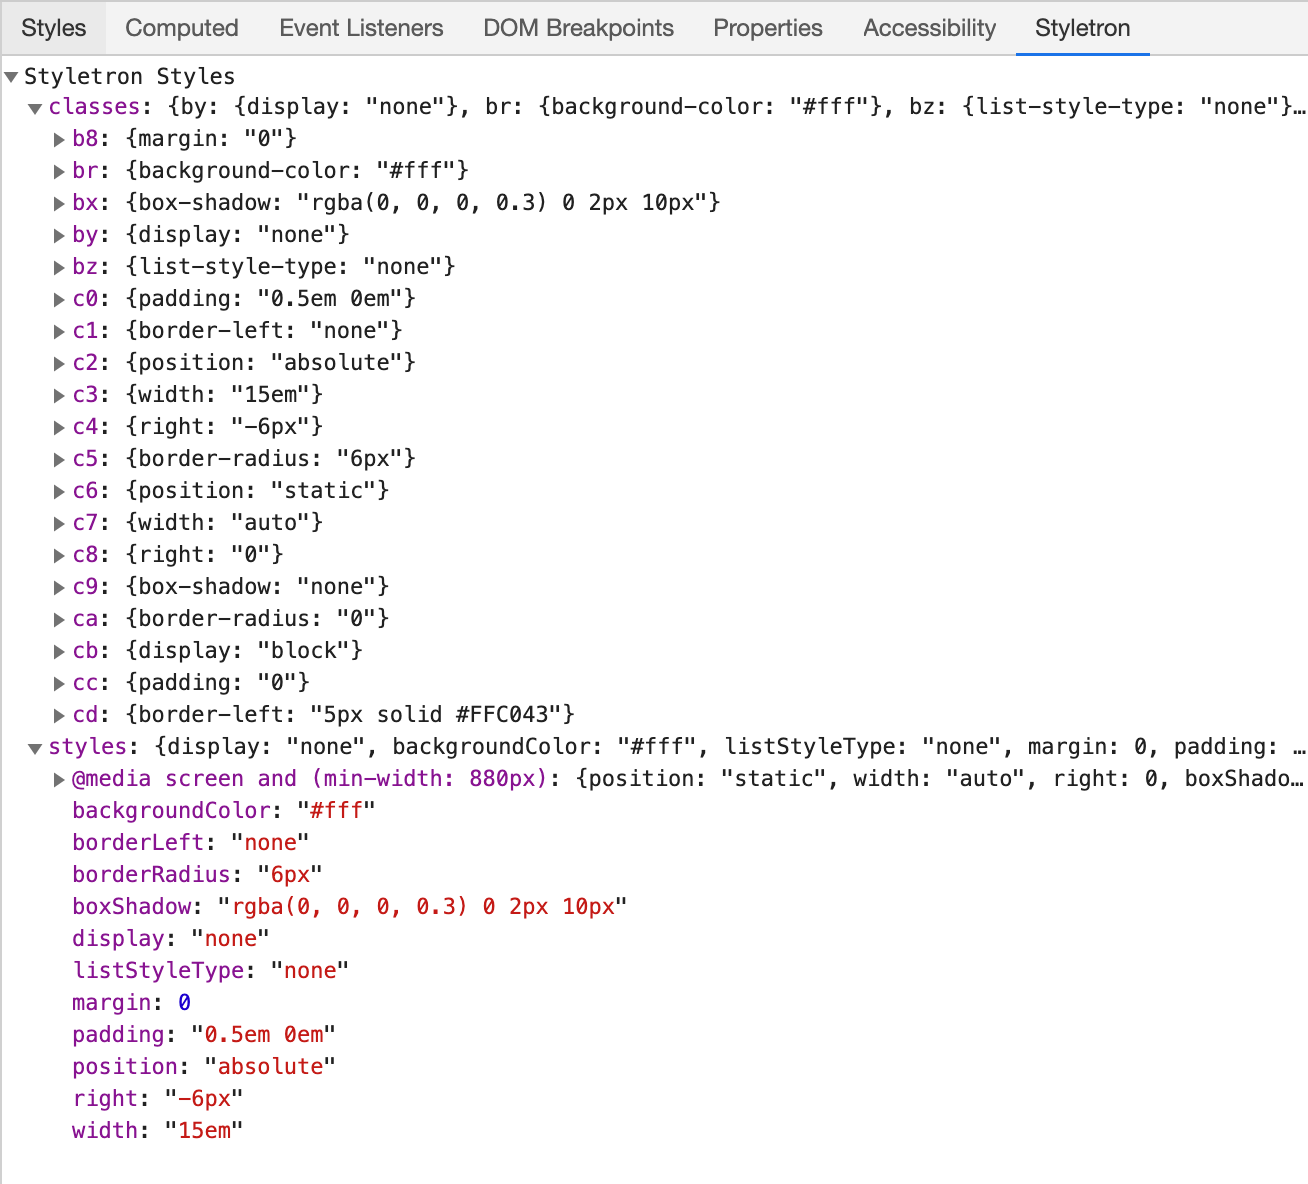 Styles Computed Event Listeners DOM Breakpoints Properties Accessibility Styletron
Styletron Styles
classes: {by: {display: "none"}, br: {background-color: "#fff"}, bz: {list-style-type: "none"}…
b8: {margin: "0"}
br: {background-color: "#fff"}
bx: {box-shadow: "rgba(0, 0, 0, 0.3) 0 2px 10px"}
by: {display: "none"}
bz: {list-style-type: "none"}
c0: {padding: "0.5em 0em"}
c1: {border-left: "none"}
c2: {position: "absolute"}
c3: {width: "15em"}
c4: {right: "-6px"}
c5: {border-radius: "6px"}
c6: {position: "static"}
c7: {width: "auto"}
c8: {right: "0"}
c9: {box-shadow: "none"}
ca: {border-radius: "0"}
cb: {display: "block"}
cc: {padding: "0"}
cd: {border-left: "5px solid #FFC043"}
styles: {display: "none", backgroundColor: "#fff", listStyleType: "none", margin: 0, padding: …
@media screen and (min-width: 880px): {position: "static", width: "auto", right: 0, boxShado…
backgroundColor: "#fff"
borderLeft: "none"
borderRadius: "6px"
boxShadow: "rgba(0, 0, 0, 0.3) 0 2px 10px"
display: "none"
listStyleType: "none"
margin: 0
padding: "0.5em 0em"
position: "absolute"
right: "-6px"
width: "15em"